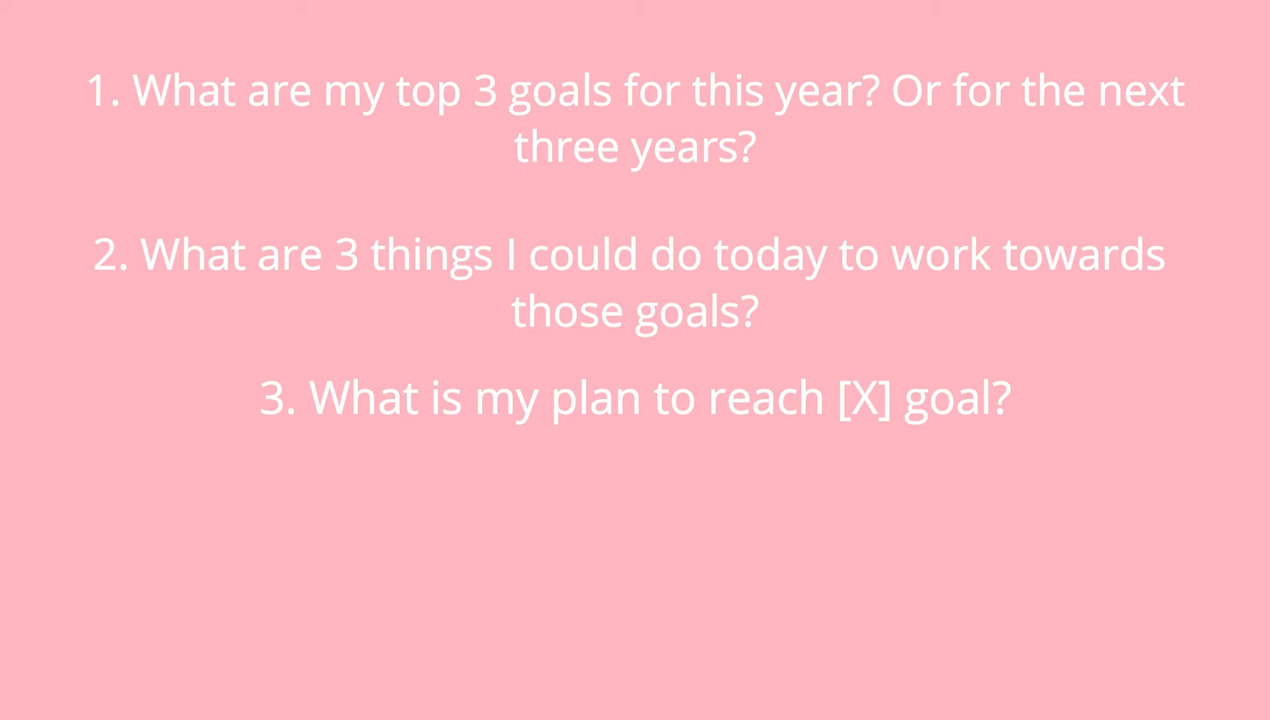 1. What are my top 3 goals for this year? Or for the next
three years?
2. What are 3 things I could do today to work towards
those goals?
3. What is my plan to reach [X] goal?